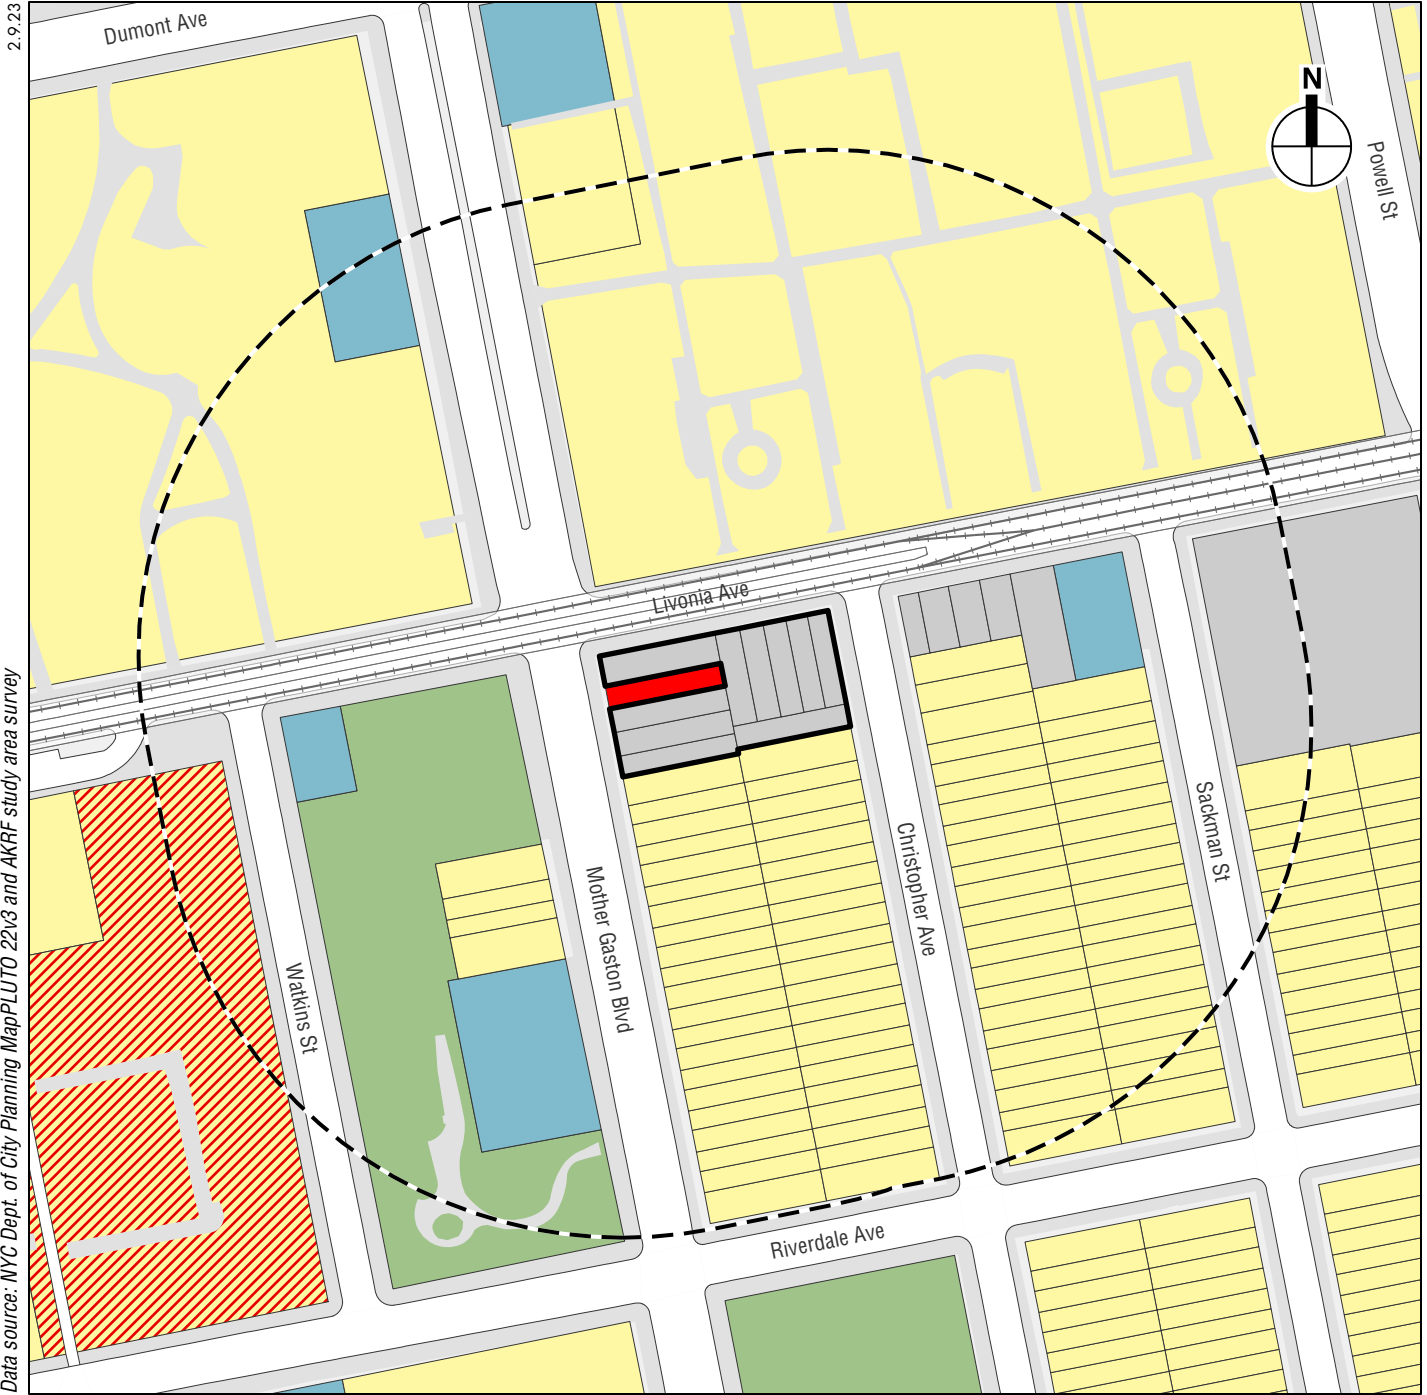 2.9.23
Dumont Ave
N
Powell St
Livonia Ave
Data source: NYC Dept. of City Planning MapPLUTO 22v3 and AKRF study area survey
Sackman St
Christopher Ave
Mother Gaston Blvd
Watkins St
Riverdale Ave